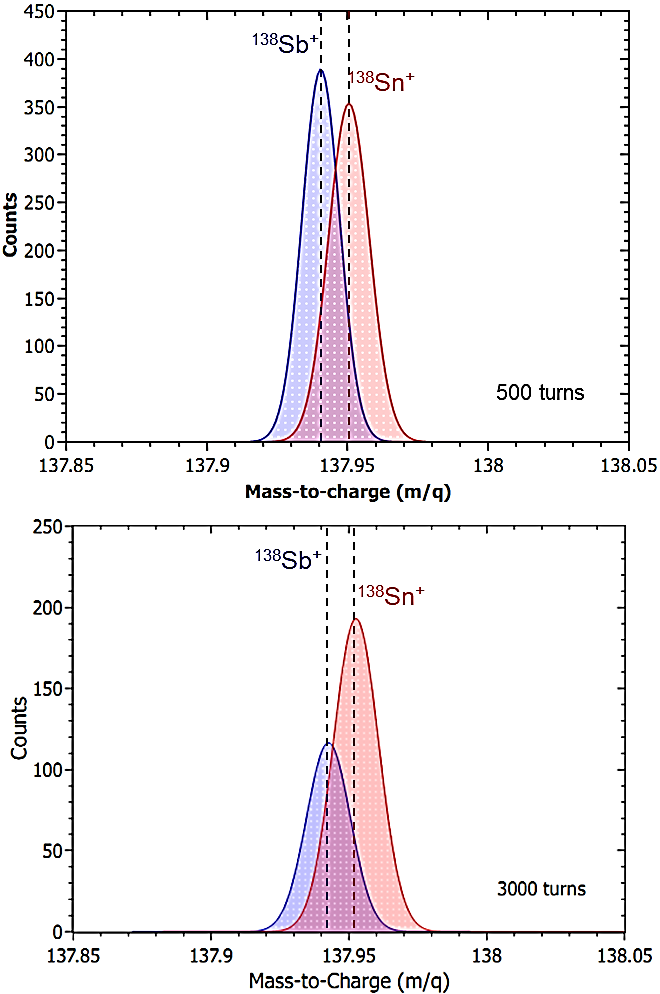 450
400
350
300
250
200
150
100
50
0
Counts
¹³⁸Sb⁺
¹³⁸Sn⁺
500 turns
137.85 137.9 137.95 138 138.05
Mass-to-charge (m/q)
250
200
150
100
50
0
Counts
¹³⁸Sb⁺
¹³⁸Sn⁺
3000 turns
137.85 137.9 137.95 138 138.05
Mass-to-Charge (m/q)